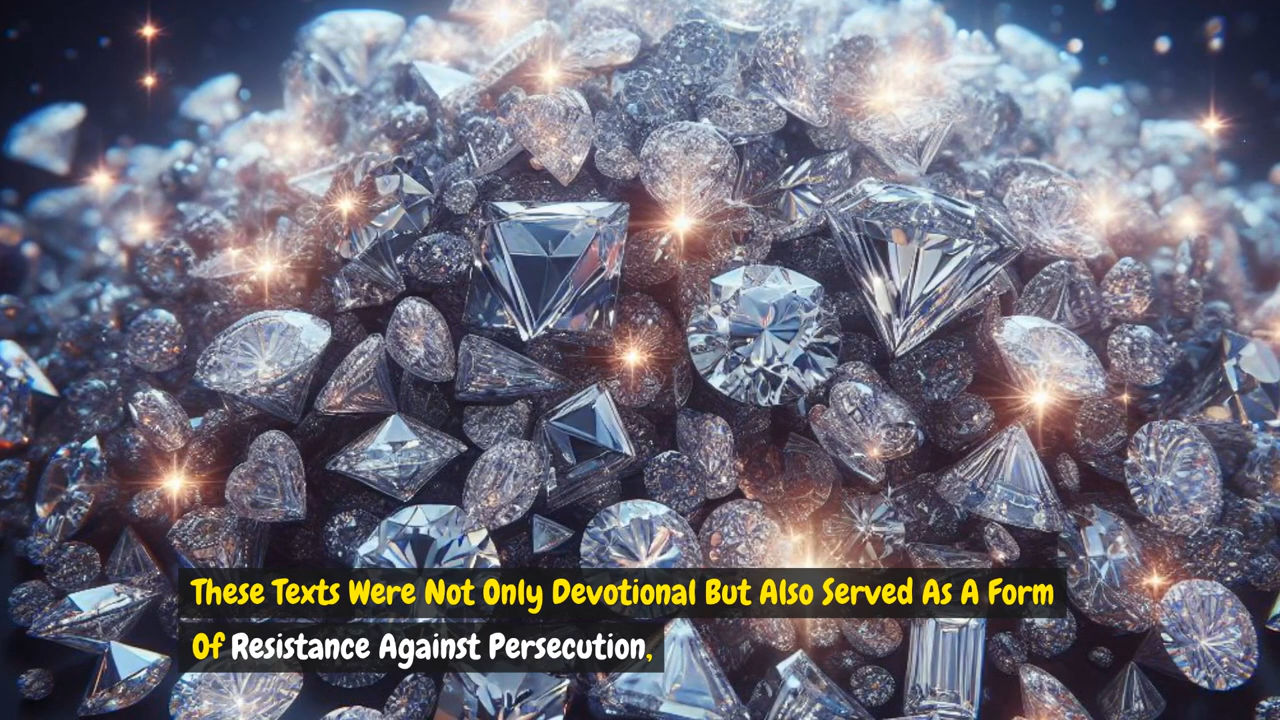 These Texts Were Not Only Devotional But Also Served As A Form
Of Resistance Against Persecution,